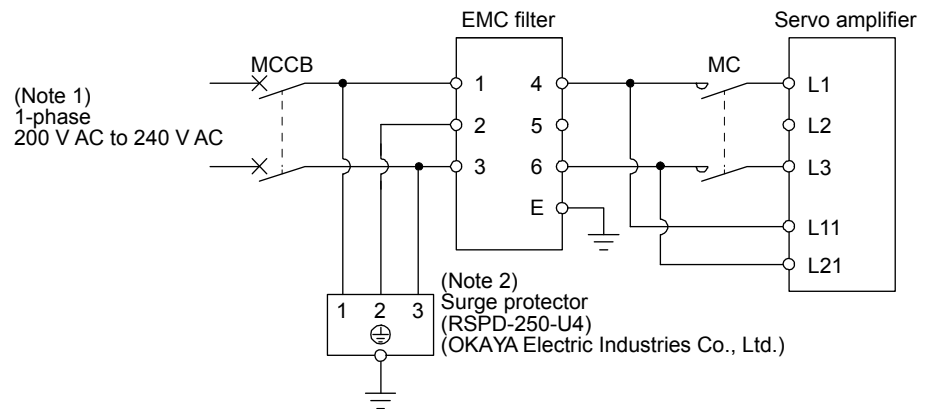 EMC filter
Servo amplifier
MCCB
MC
(Note 1)
1-phase
200 V AC to 240 V AC
1
2
3
4
5
6
E
L1
L2
L3
L11
L21
1 2 3
(Note 2)
Surge protector
(RSPD-250-U4)
(OKAYA Electric Industries Co., Ltd.)